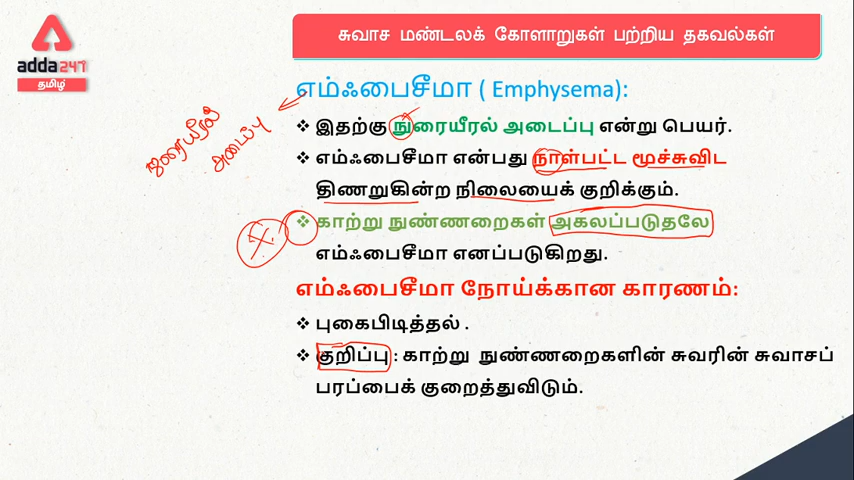 சுவாச மண்டலக் கோளாறுகள் பற்றிய தகவல்கள்
adda247
தமிழ்
எம்ஃபைசீமா ( Emphysema):
நுரையீரல்
அடைப்பு
❖ இதற்கு நுரையீரல் அடைப்பு என்று பெயர்.
❖ எம்ஃபைசீமா என்பது நாள்பட்ட மூச்சுவிட
திணறுகின்ற நிலையைக் குறிக்கும்.
❖ காற்று நுண்ணறைகள் அகலப்படுதலே
எம்ஃபைசீமா எனப்படுகிறது.
எம்ஃபைசீமா நோய்க்கான காரணம்:
❖ புகைபிடித்தல் .
❖ குறிப்பு : காற்று நுண்ணறைகளின் சுவரின் சுவாசப்
பரப்பைக் குறைத்துவிடும்.